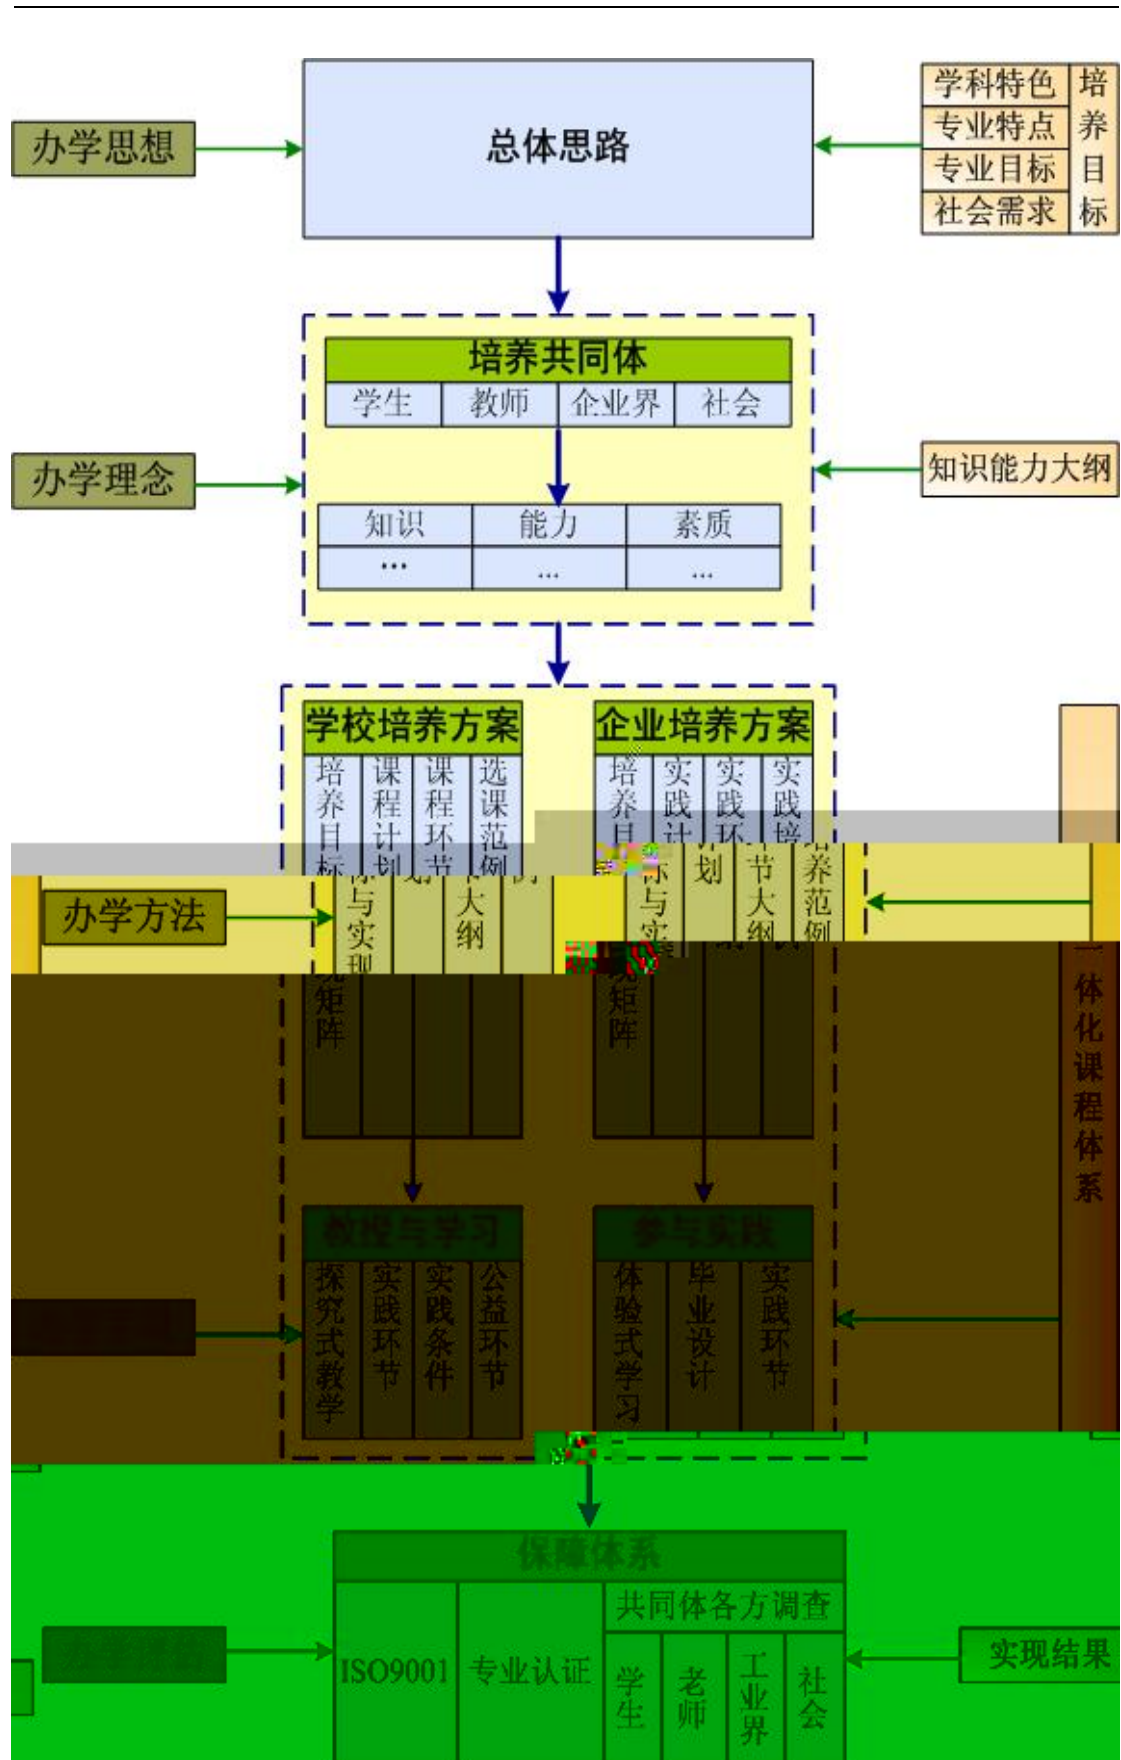 办学思想
总体思路
学科特色
专业特点
专业目标
社会需求
培养目标
培养共同体
学生 教师 企业界 社会
办学理念
知识能力大纲
知识 能力 素质
... ... ...
学校培养方案
培养目标与实现矩阵
课程计划
课程环节大纲
选课范例
企业培养方案
培养目标与实现矩阵
实践计划
实践环节大纲
实践培养范例
办学方法
一体化课程体系
教授与学习
探究式教学
实践环节
实践条件
公益环节
参与实践
体验式学习
毕业设计
实践环节
保障体系
ISO9001 专业认证
共同体各方调查
学生 老师 工业界 社会
实现结果